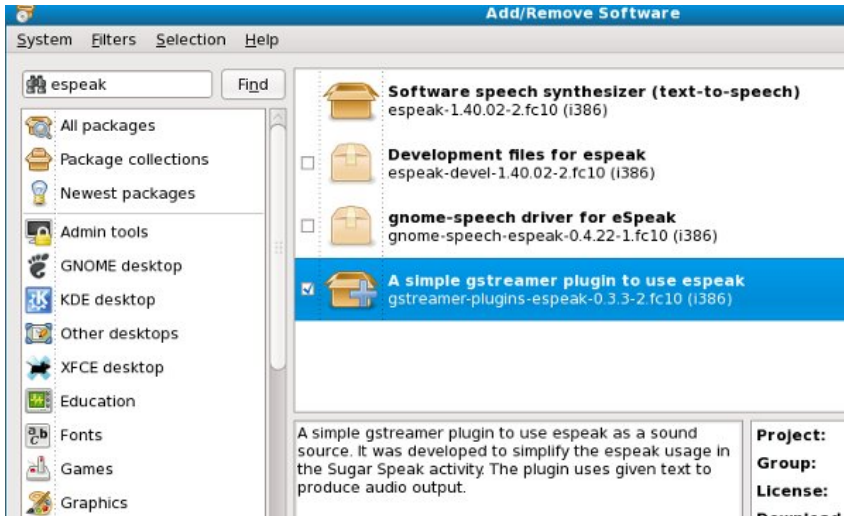 Add/Remove Software
System Filters Selection Help
espeak
Find
All packages
Package collections
Newest packages
Admin tools
GNOME desktop
KDE desktop
Other desktops
XFCE desktop
Education
Fonts
Games
Graphics
Software speech synthesizer (text-to-speech)
espeak-1.40.02-2.fc10 (i386)
Development files for espeak
espeak-devel-1.40.02-2.fc10 (i386)
gnome-speech driver for eSpeak
gnome-speech-espeak-0.4.22-1.fc10 (i386)
A simple gstreamer plugin to use espeak
gstreamer-plugins-espeak-0.3.3-2.fc10 (i386)
A simple gstreamer plugin to use espeak as a sound
source. It was developed to simplify the espeak usage in
the Sugar Speak activity. The plugin uses given text to
produce audio output.
Project:
Group:
License: